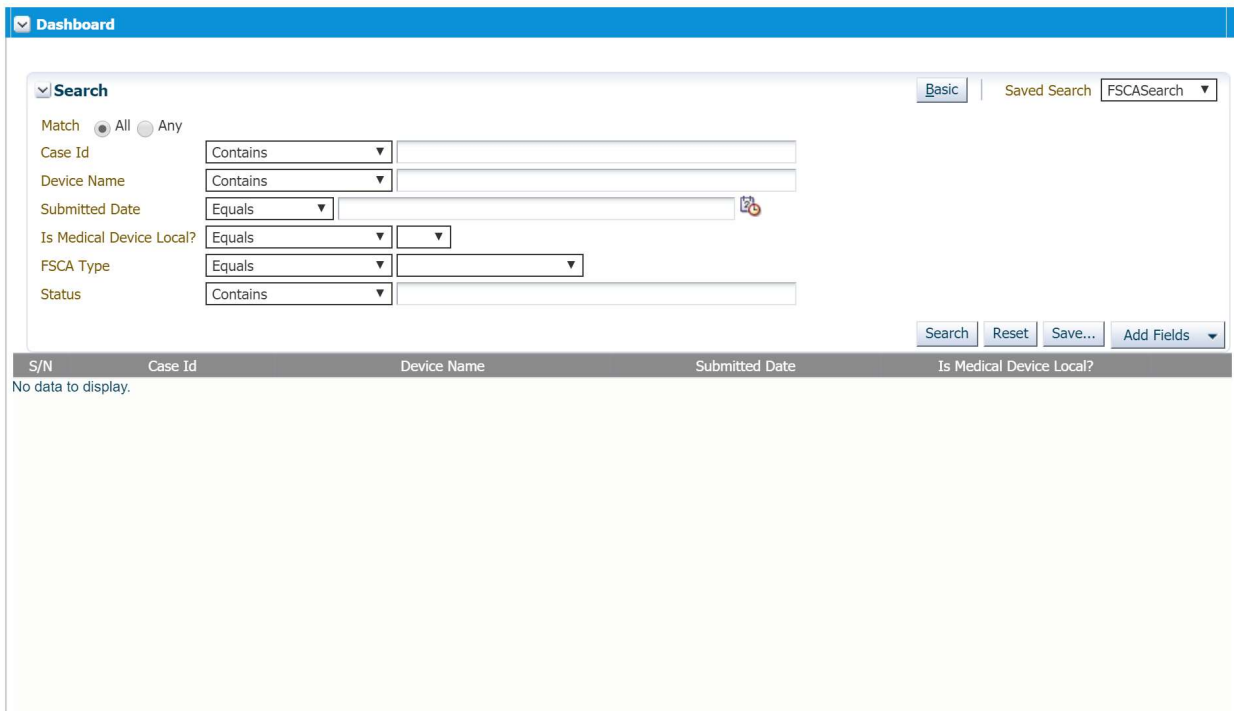 Dashboard
Search Basic Saved Search FSCASearch
Match All Any
Case Id Contains
Device Name Contains
Submitted Date Equals
Is Medical Device Local? Equals
FSCA Type Equals
Status Contains
Search Reset Save... Add Fields
S/N Case Id Device Name Submitted Date Is Medical Device Local?
No data to display.